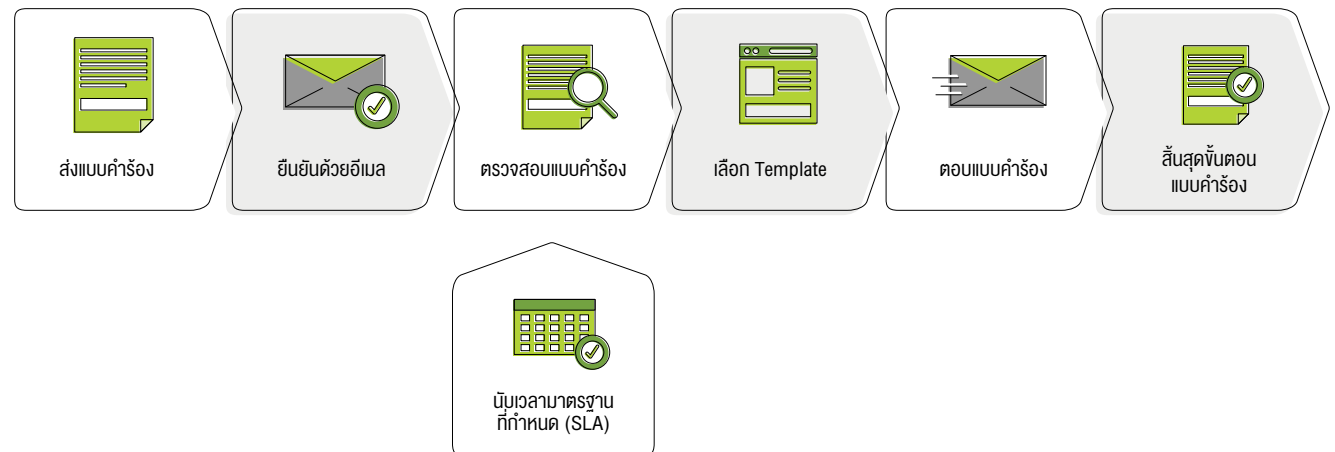 ส่งแบบคำร้อง
ยืนยันด้วยอีเมล
ตรวจสอบแบบคำร้อง
เลือก Template
ตอบแบบคำร้อง
สิ้นสุดขั้นตอน
แบบคำร้อง
นับเวลามาตรฐาน
ที่กำหนด (SLA)